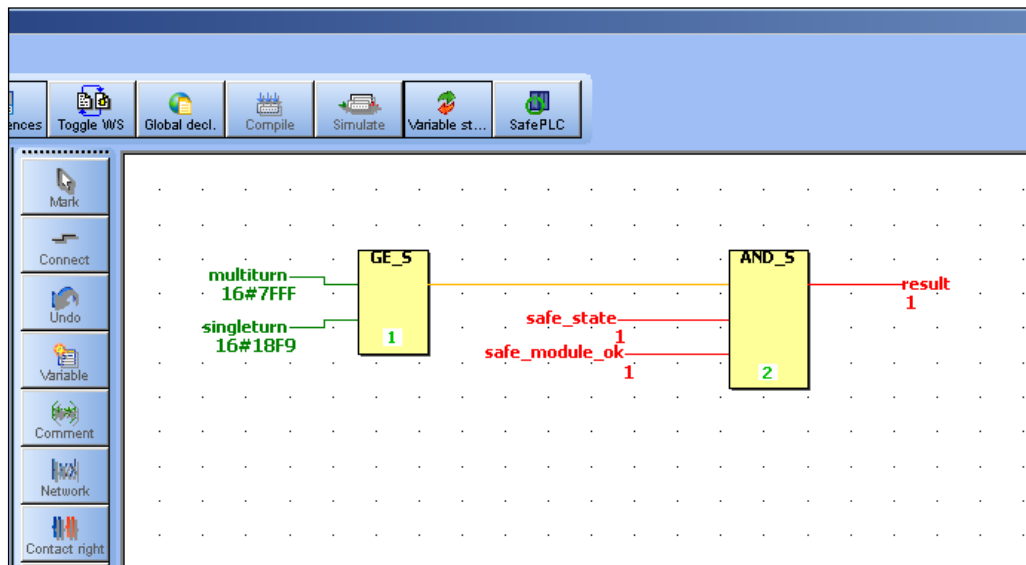 ences
Toggle WS
Global decl.
Compile
Simulate
Variable st...
SafePLC
Mark
Connect
Undo
Variable
Comment
Network
Contact right
GE_S
multiturn
16#7FFF
singleturn
16#18F9
1
AND_S
safe_state
1
safe_module_ok
1
2
result
1